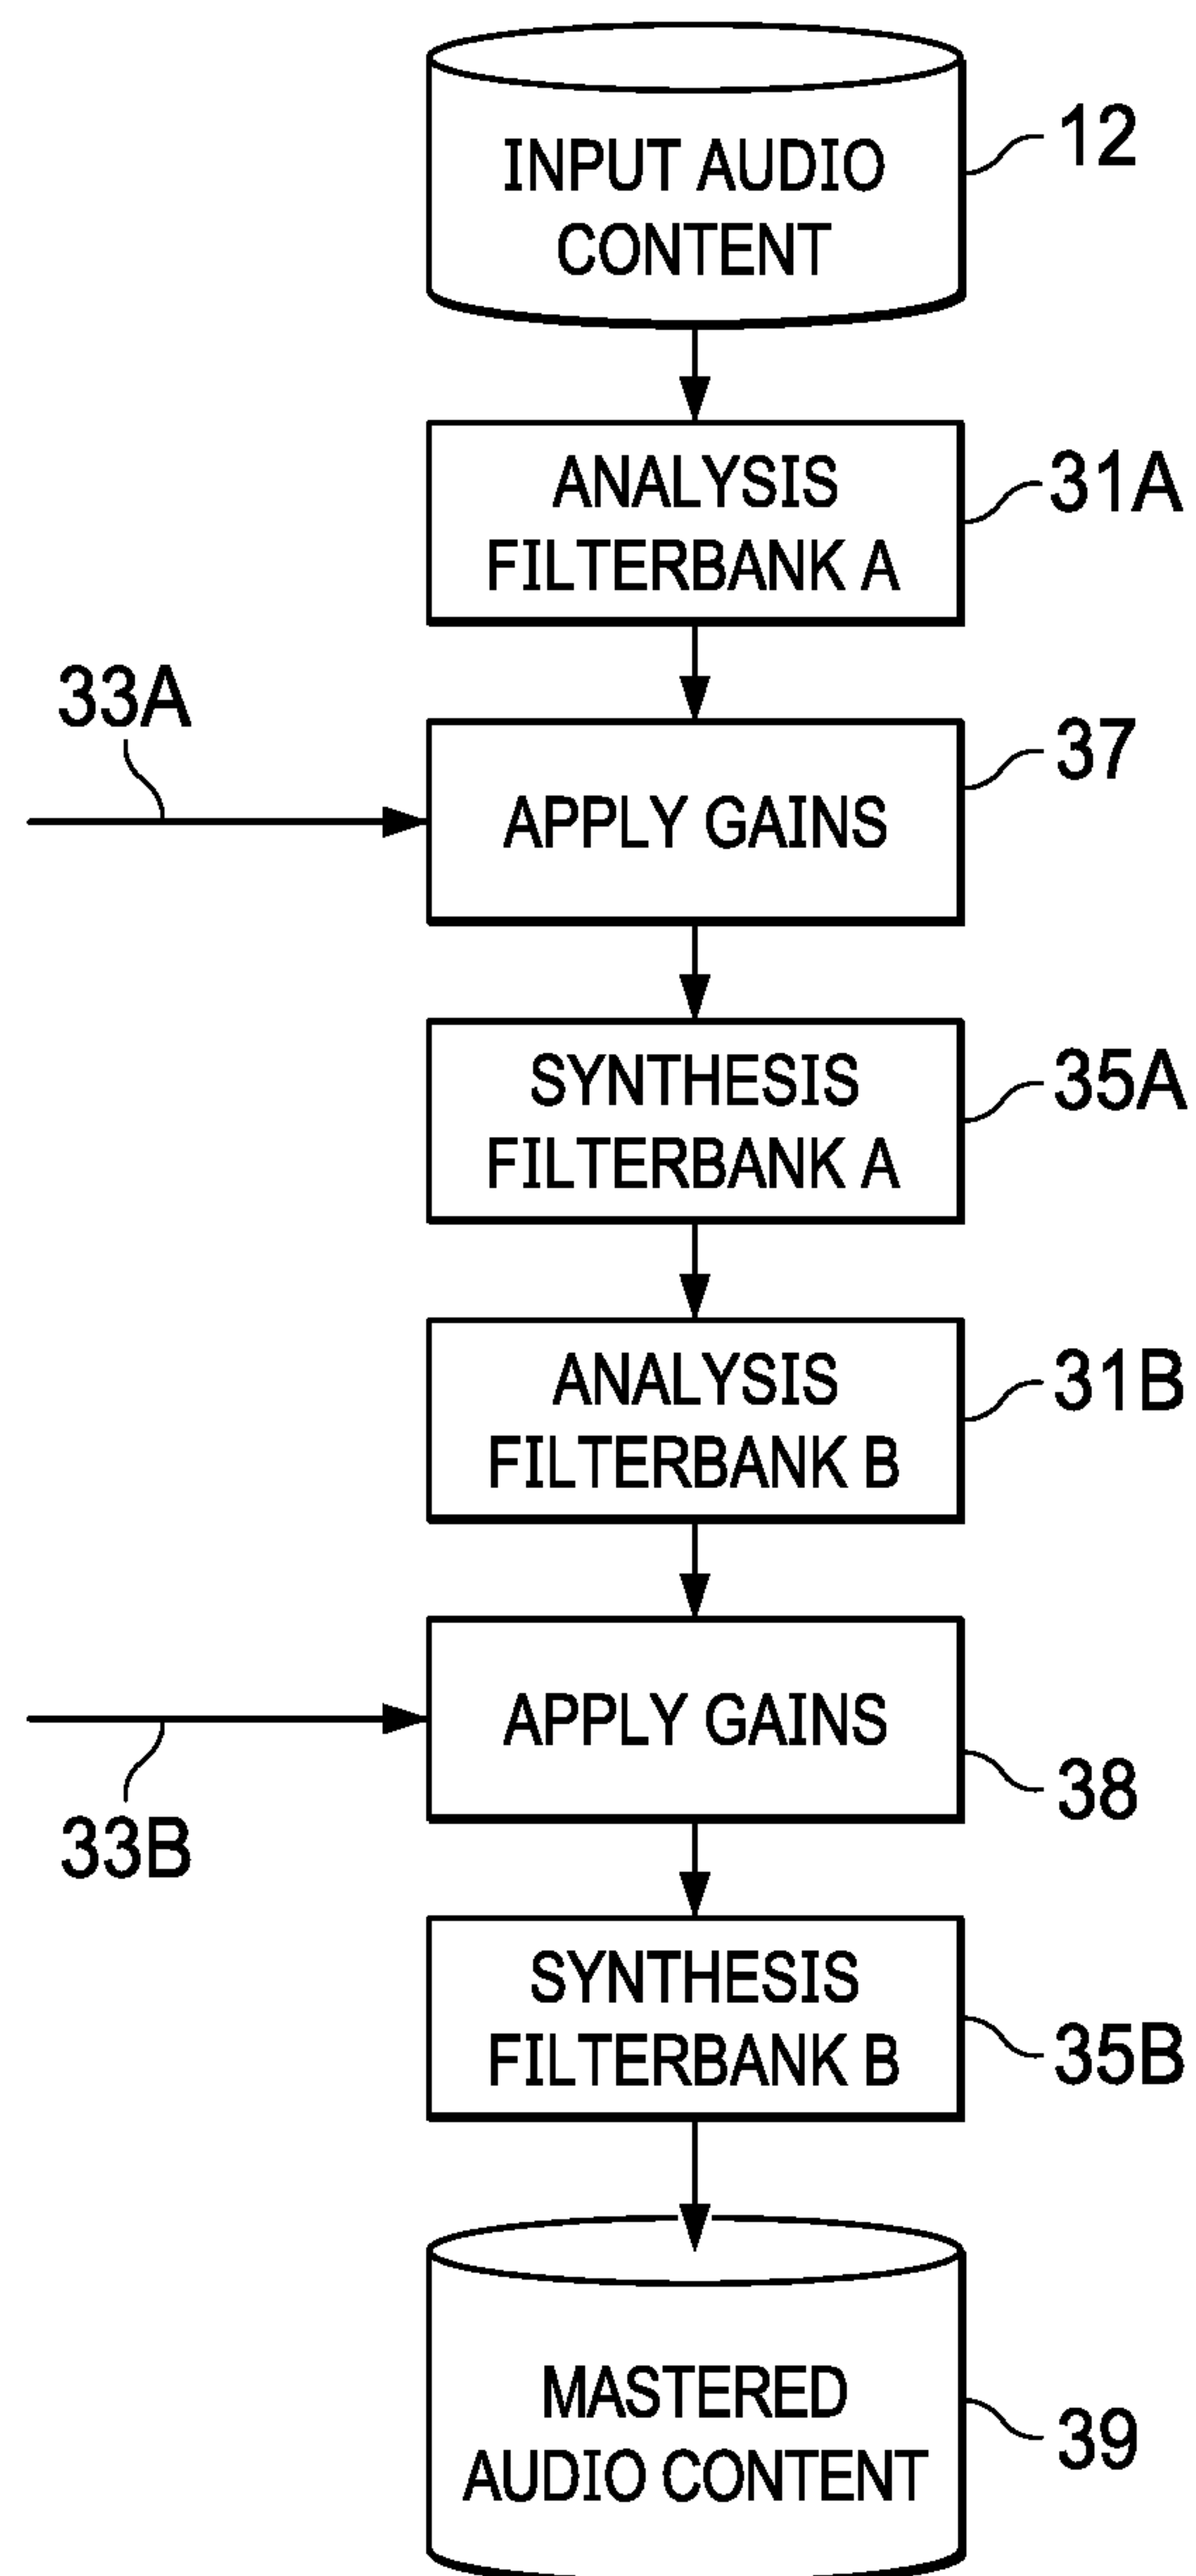 INPUT AUDIO
CONTENT
12
ANALYSIS
FILTERBANK A
31A
33A
APPLY GAINS
37
SYNTHESIS
FILTERBANK A
35A
ANALYSIS
FILTERBANK B
31B
APPLY GAINS
38
33B
SYNTHESIS
FILTERBANK B
35B
MASTERED
AUDIO CONTENT
39